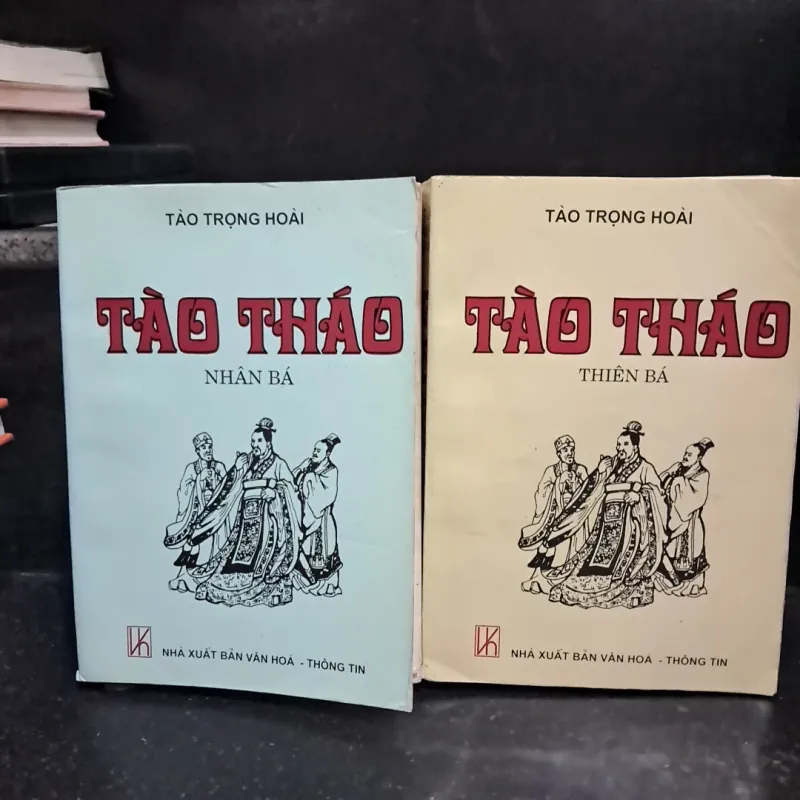 TÀO TRỌNG HOÀI
TÀO THÁO
NHÂN BÁ
NHÀ XUẤT BẢN VĂN HOÁ - THÔNG TIN
TÀO TRỌNG HOÀI
TÀO THÁO
THIÊN BÁ
NHÀ XUẤT BẢN VĂN HOÁ - THÔNG TIN